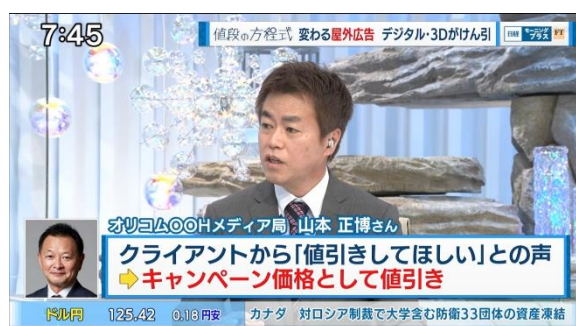 7:45
値段の方程式 変わる屋外広告 デジタル・3Dがけん引
日経 モーニングプラス FT
オリコムOOHメディア局 山本 正博さん
クライアントから「値引きしてほしい」との声
➡キャンペーン価格として値引き
ドル円 125.42 0.18円安 カナダ 対ロシア制裁で大学含む防衛33団体の資産凍結